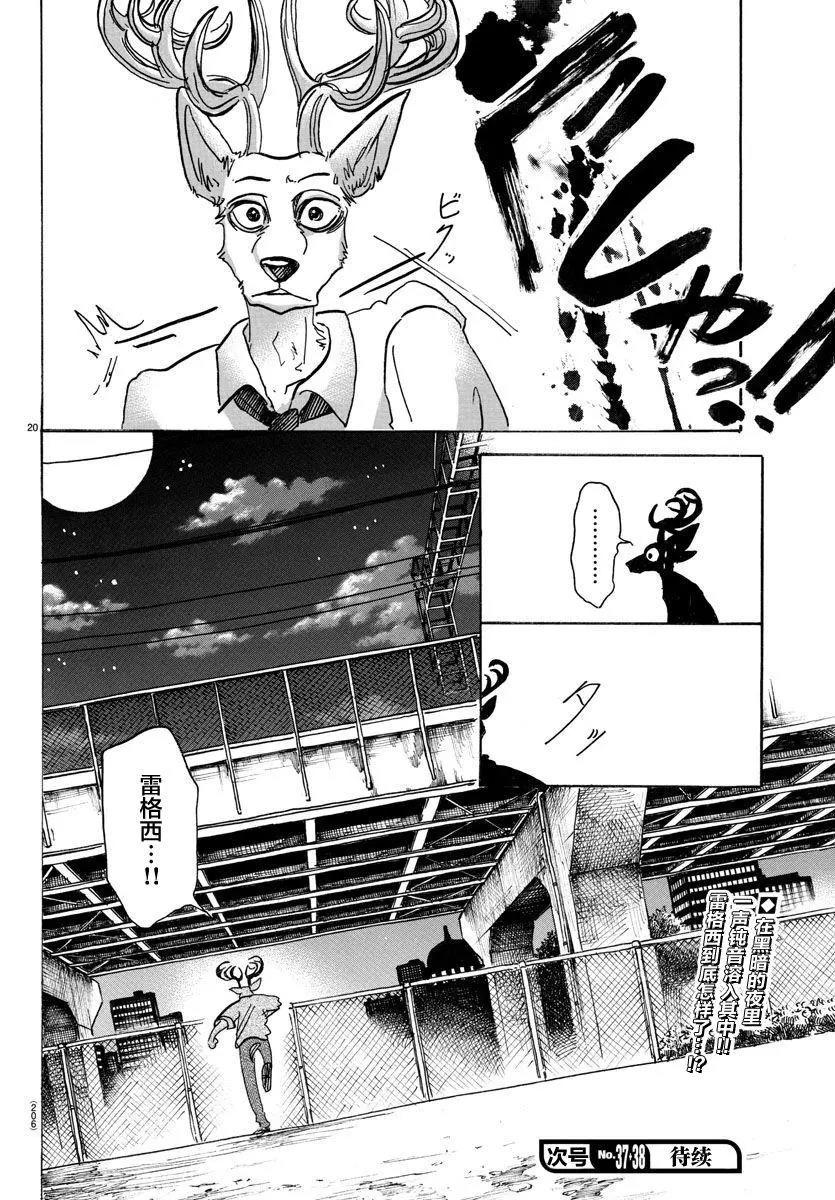 ぐしゃっ!!
ビクッ
20
………
タッ
雷格西…!!
◆在黑暗的夜里
一声钝音溶入其中!!
雷格西到底怎样了…!?
(206)
次号 No.37·38 待续